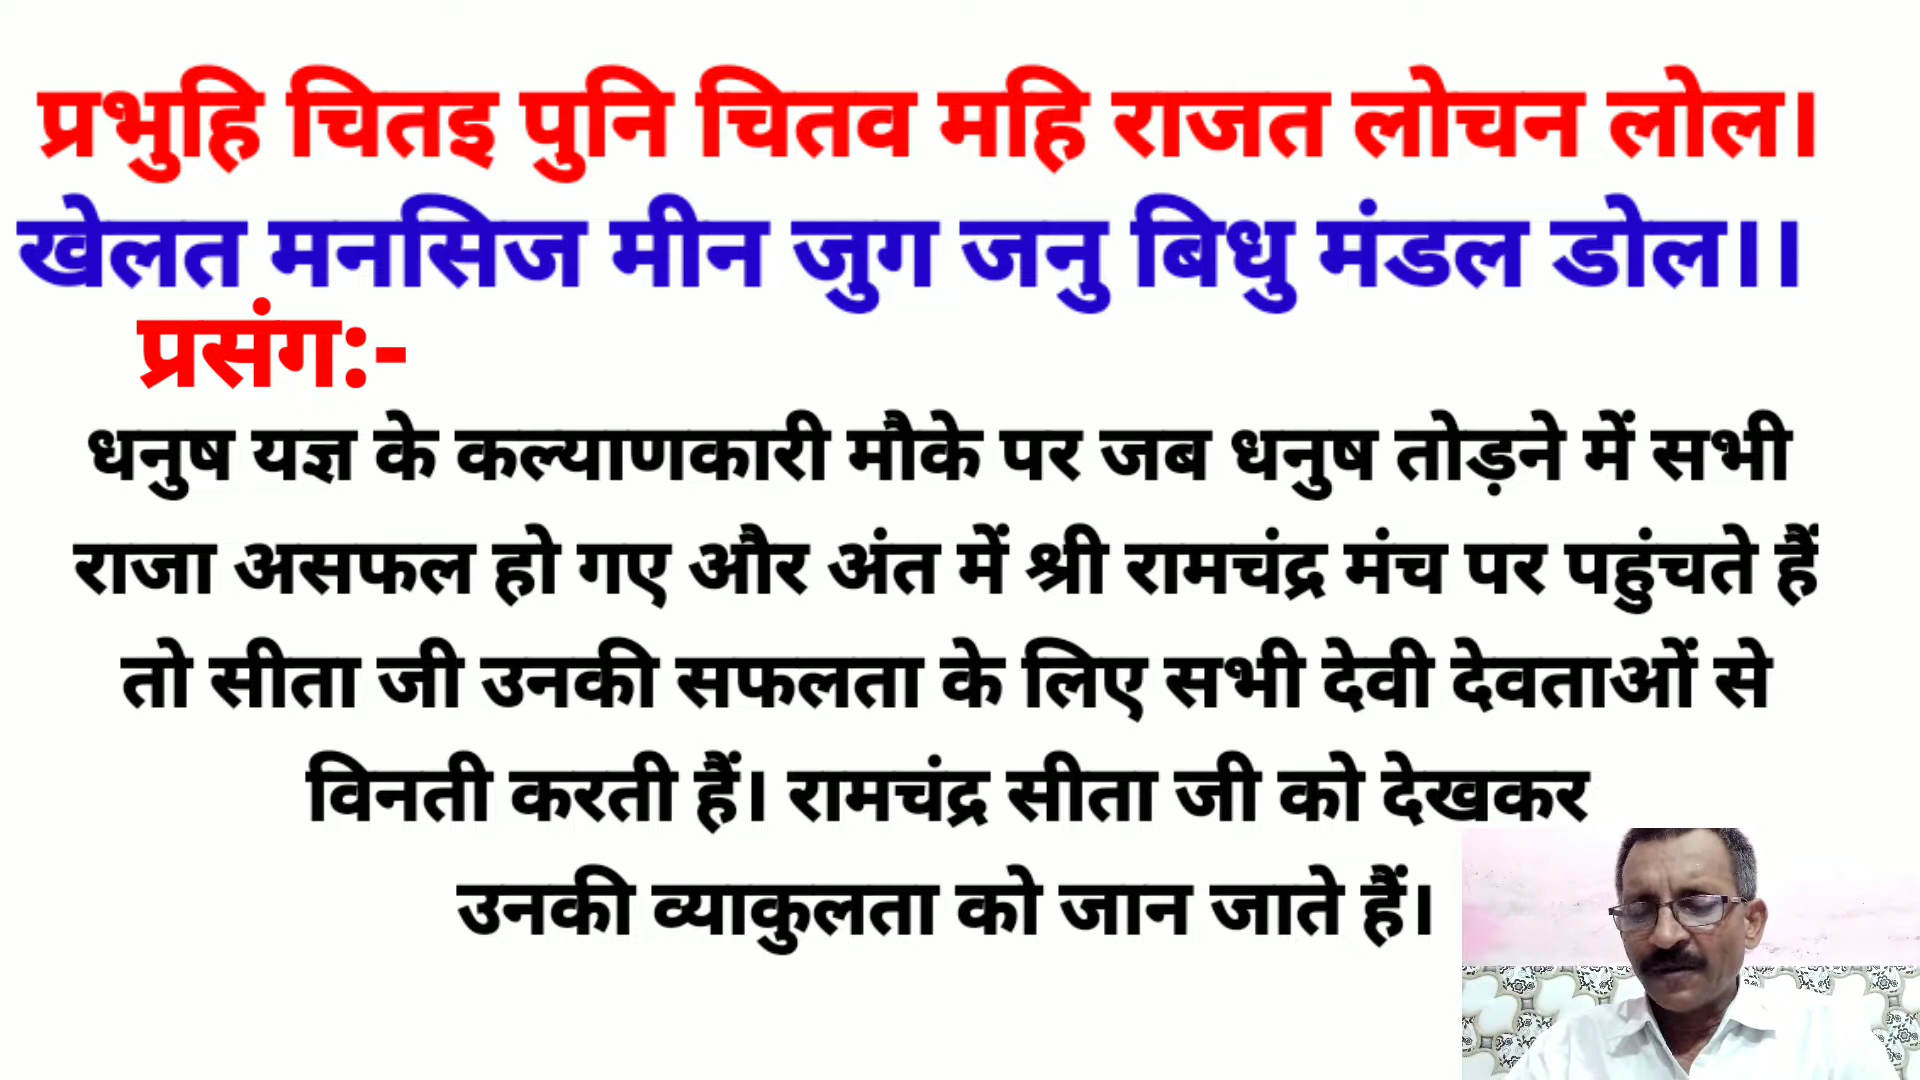 प्रभुहि चितइ पुनि चितव महि राजत लोचन लोल।
खेलत मनसिज मीन जुग जनु बिधु मंडल डोल।।
प्रसंग:-
धनुष यज्ञ के कल्याणकारी मौके पर जब धनुष तोड़ने में सभी
राजा असफल हो गए और अंत में श्री रामचंद्र मंच पर पहुंचते हैं
तो सीता जी उनकी सफलता के लिए सभी देवी देवताओं से
विनती करती हैं। रामचंद्र सीता जी को देखकर
उनकी व्याकुलता को जान जाते हैं।